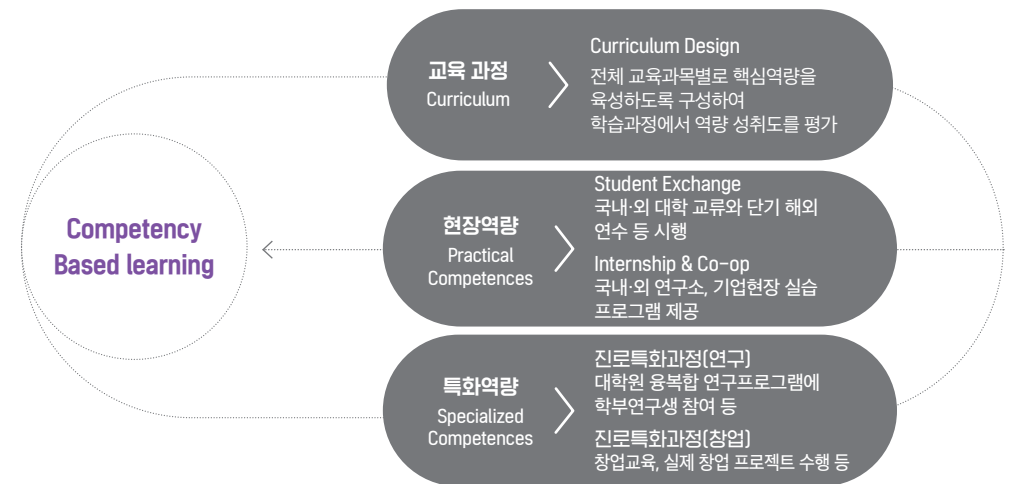 Competency
Based learning
교육 과정
Curriculum
Curriculum Design
전체 교육과목별로 핵심역량을
육성하도록 구성하여
학습과정에서 역량 성취도를 평가
현장역량
Practical
Competences
Student Exchange
국내·외 대학 교류와 단기 해외
연수 등 시행
Internship & Co-op
국내·외 연구소, 기업현장 실습
프로그램 제공
특화역량
Specialized
Competences
진로특화과정(연구)
대학원 융복합 연구프로그램에
학부연구생 참여 등
진로특화과정(창업)
창업교육, 실제 창업 프로젝트 수행 등